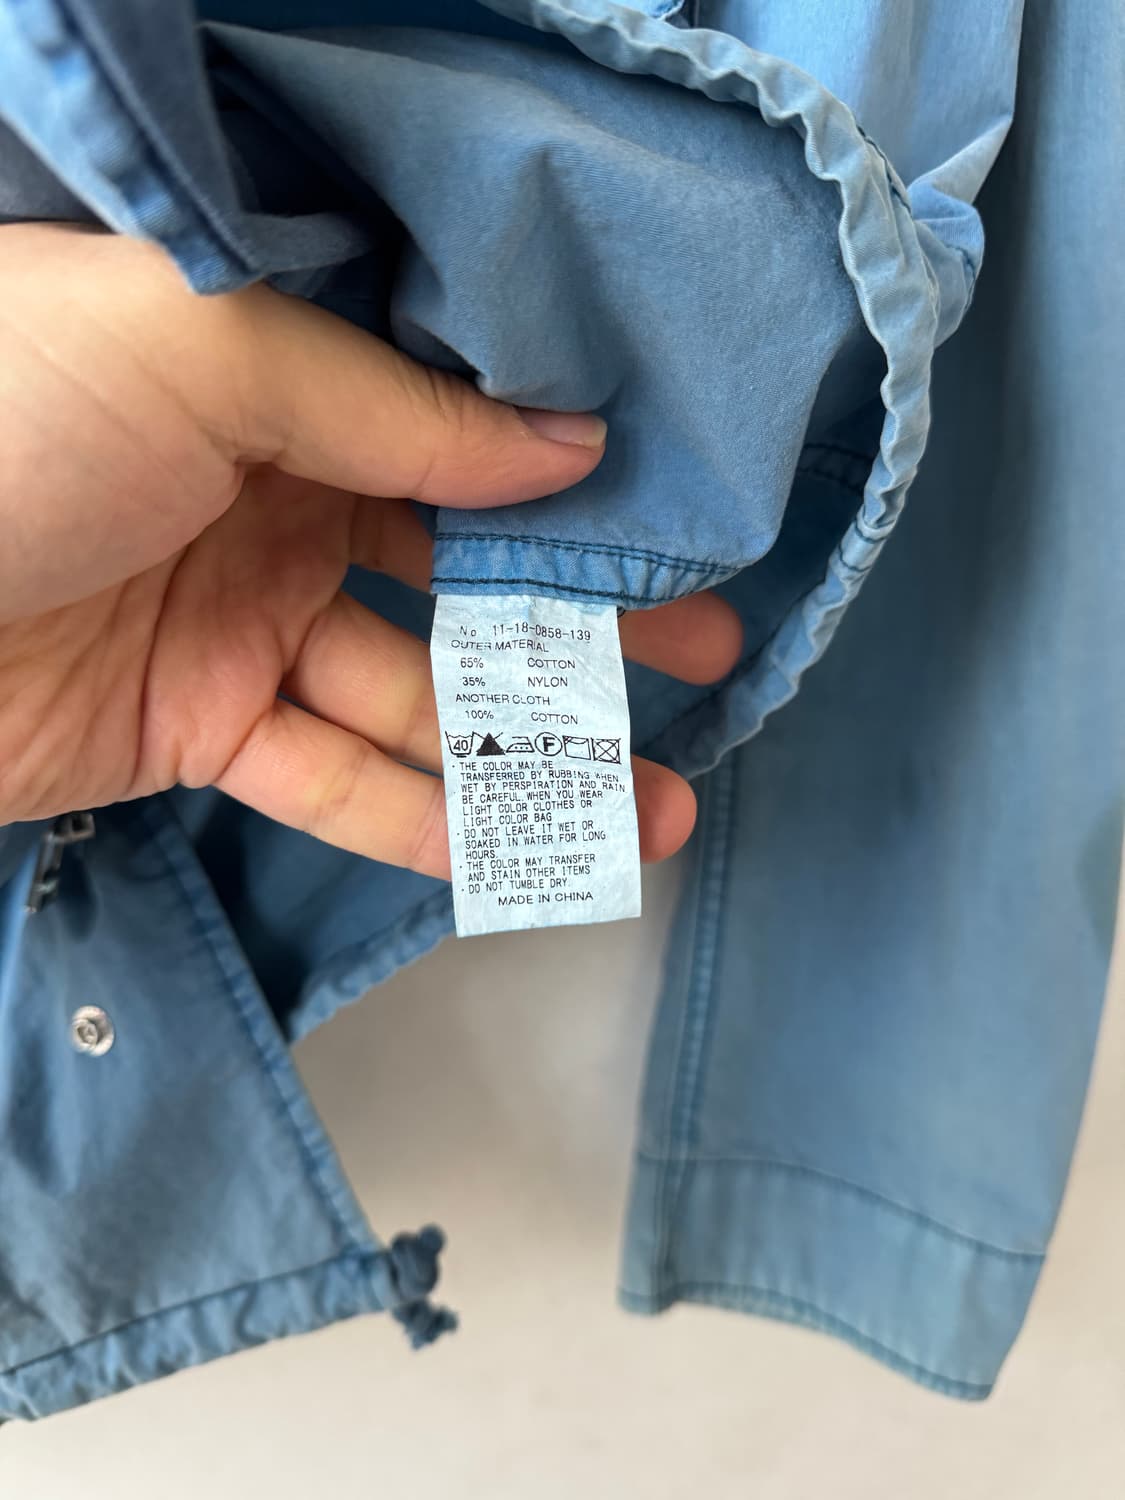 No 11-18-0858-139
OUTER MATERIAL
65% COTTON
35% NYLON
ANOTHER CLOTH
100% COTTON
40 F
· THE COLOR MAY BE
TRANSFERRED BY RUBBING WHEN
WET BY PERSPIRATION AND RAIN
BE CAREFUL WHEN YOU WEAR
LIGHT COLOR CLOTHES OR
LIGHT COLOR BAG
· DO NOT LEAVE IT WET OR
SOAKED IN WATER FOR LONG
HOURS.
· THE COLOR MAY TRANSFER
AND STAIN OTHER ITEMS
· DO NOT TUMBLE DRY.
MADE IN CHINA